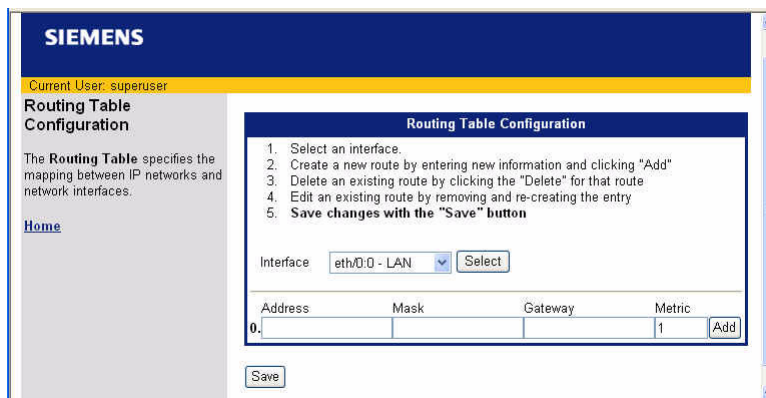 SIEMENS
Current User: superuser
Routing Table
Configuration
The Routing Table specifies the
mapping between IP networks and
network interfaces.
Home
Routing Table Configuration
1. Select an interface.
2. Create a new route by entering new information and clicking "Add"
3. Delete an existing route by clicking the "Delete" for that route
4. Edit an existing route by removing and re-creating the entry
5. Save changes with the "Save" button
Interface eth/0:0 - LAN Select
Address Mask Gateway Metric
0. 1 Add
Save